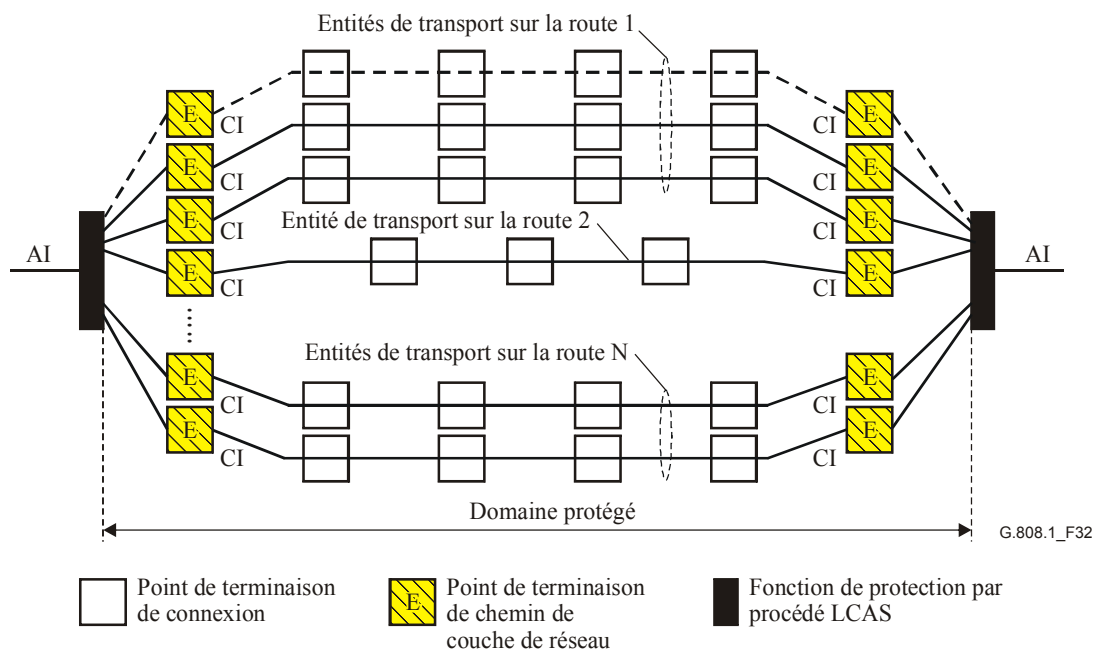 Entités de transport sur la route 1
E CI CI E
E CI CI E
E CI CI E
Entité de transport sur la route 2
AI AI
E CI CI E
Entités de transport sur la route N
E CI CI E
E CI CI E
Domaine protégé
G.808.1_F32
Point de terminaison
de connexion
E
Point de terminaison
de chemin de
couche de réseau
Fonction de protection par
procédé LCAS